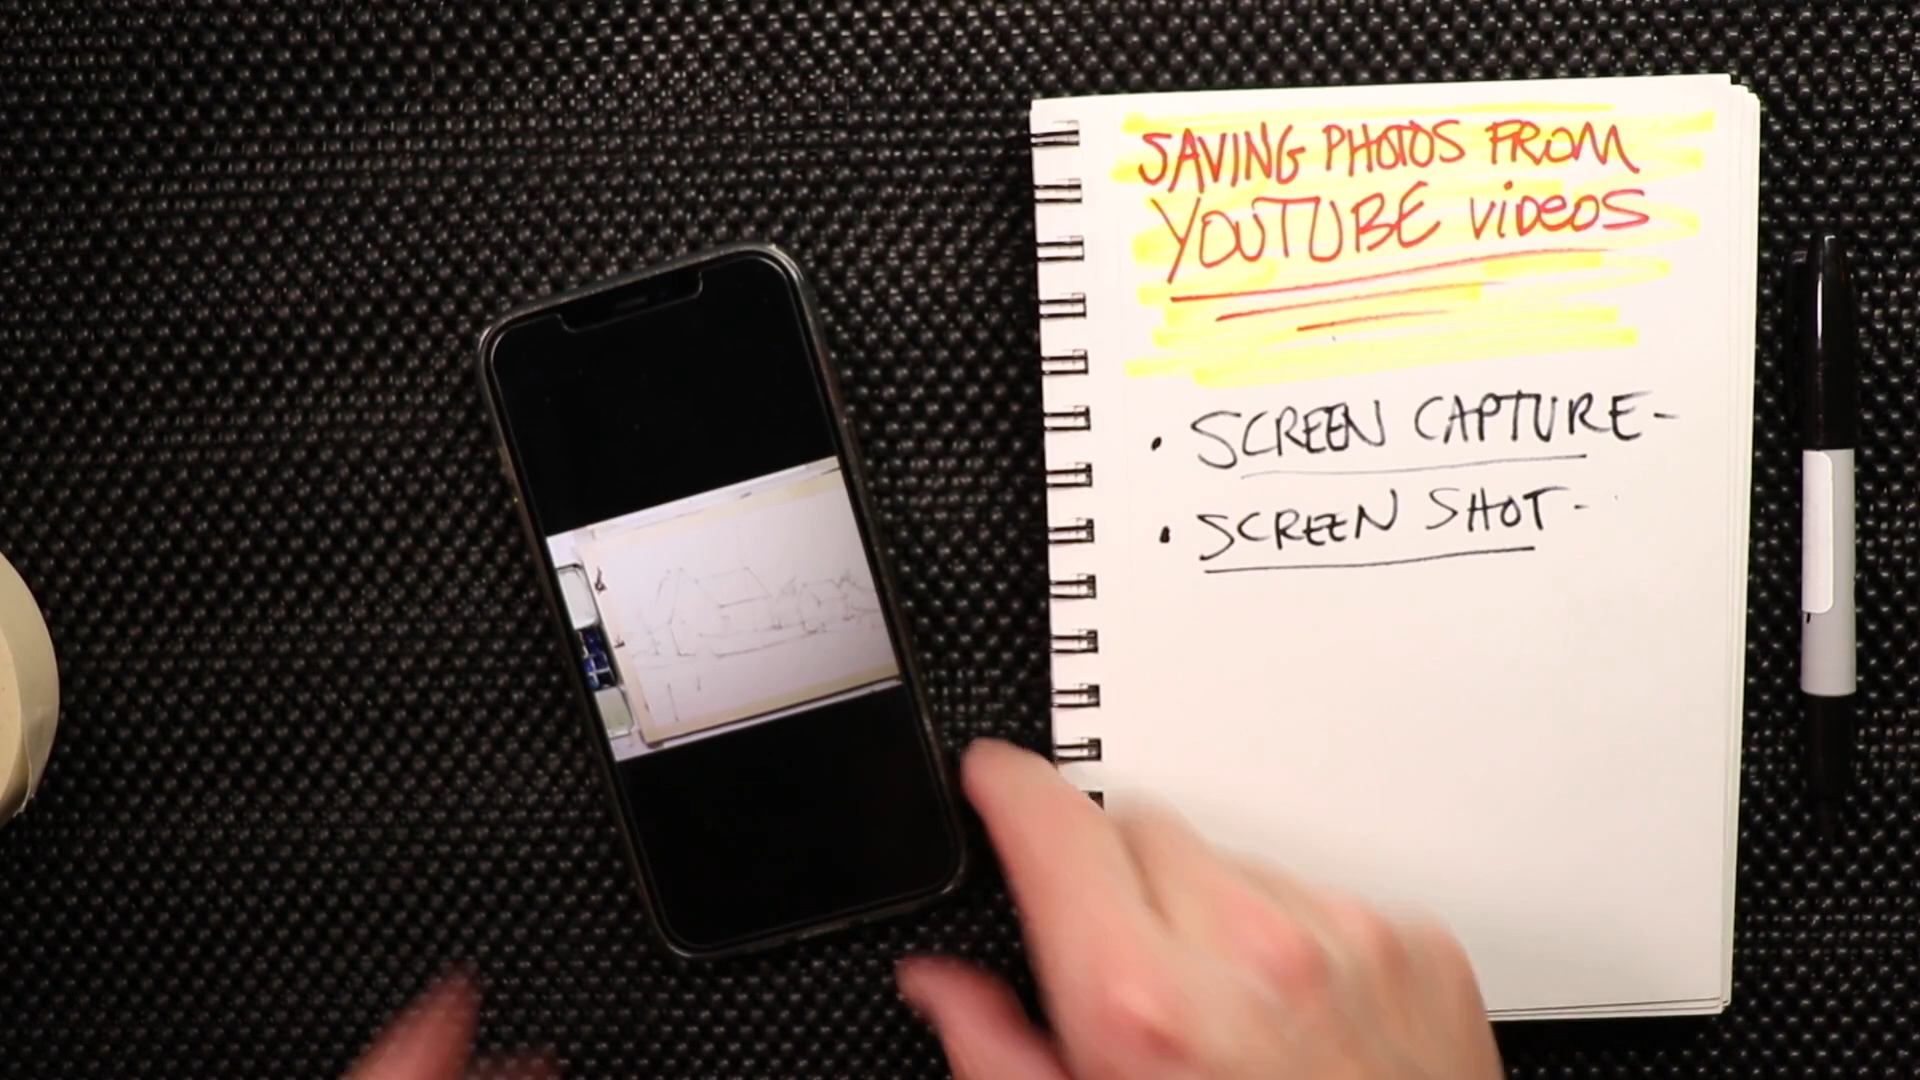 SAVING PHOTOS FROM
YOUTUBE VIDEOS
• SCREEN CAPTURE-
• SCREEN SHOT-